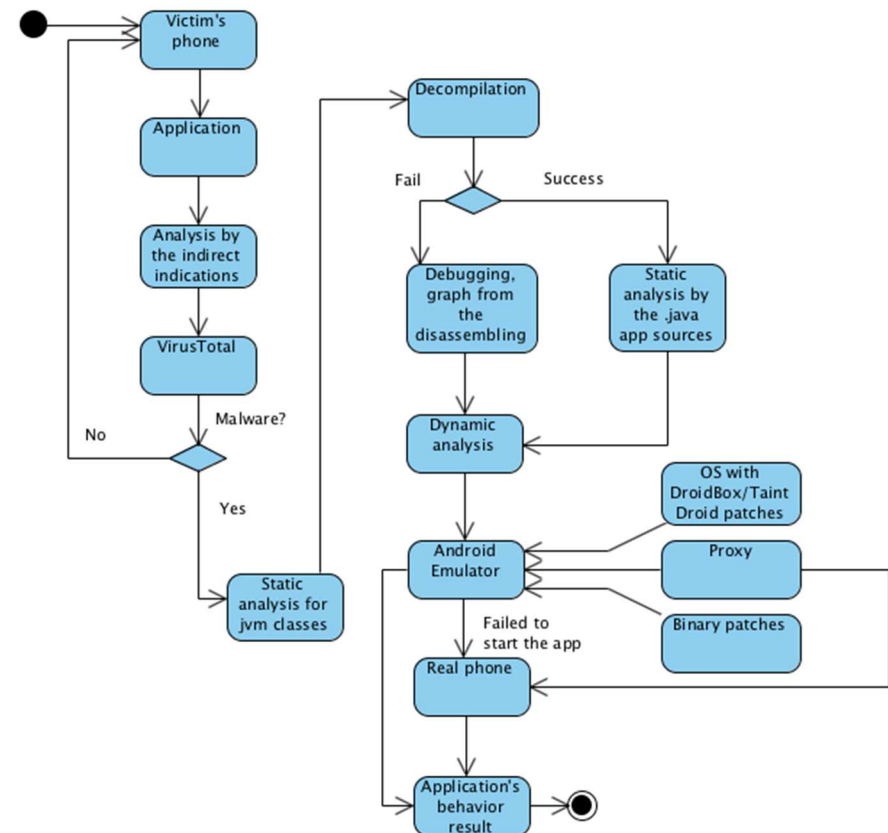 Victim's
phone
Application
Analysis by
the indirect
indications
VirusTotal
Malware?
No
Yes
Static
analysis for
jvm classes
Decompilation
Fail
Success
Debugging,
graph from
the
disassembling
Static
analysis by
the .java
app sources
Dynamic
analysis
OS with
DroidBox/Taint
Droid patches
Android
Emulator
Proxy
Binary patches
Failed to
start the app
Real phone
Application's
behavior
result